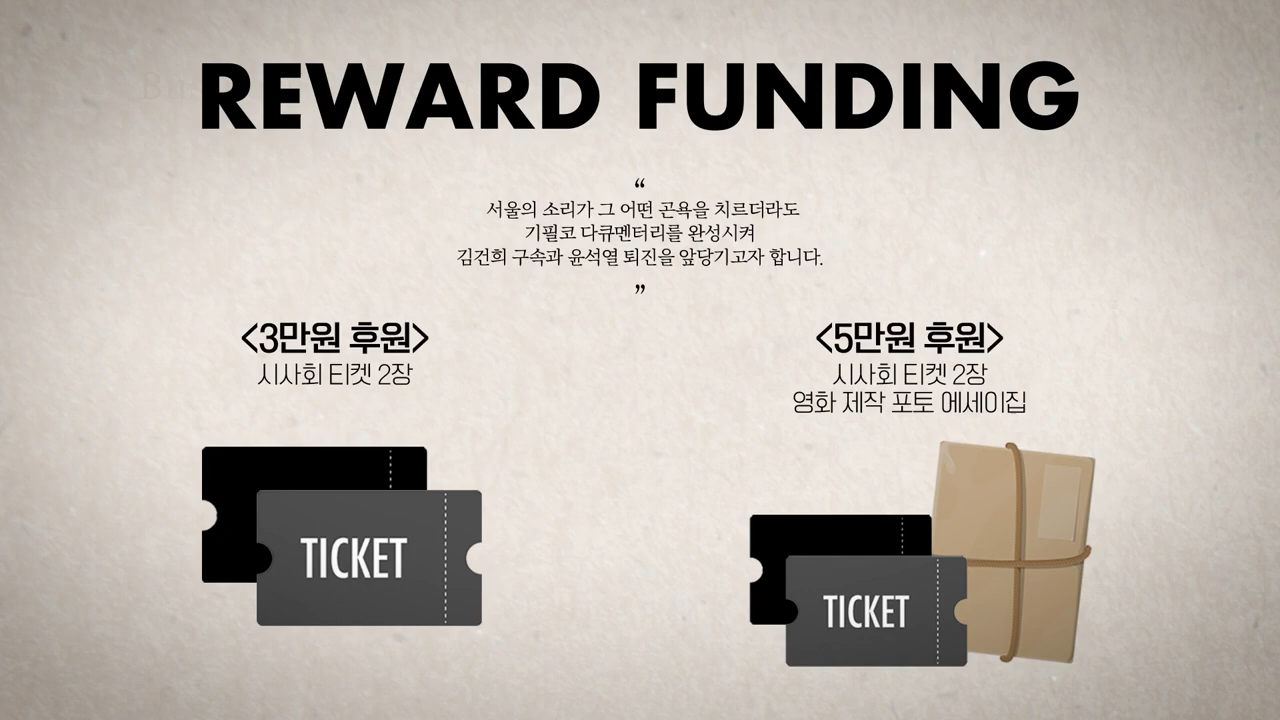 REWARD FUNDING
“
서울의 소리가 그 어떤 곤욕을 치르더라도
기필코 다큐멘터리를 완성시켜
김건희 구속과 윤석열 퇴진을 앞당기고자 합니다.
”
<3만원 후원>
시사회 티켓 2장
TICKET
<5만원 후원>
시사회 티켓 2장
영화 제작 포토 에세이집
TICKET